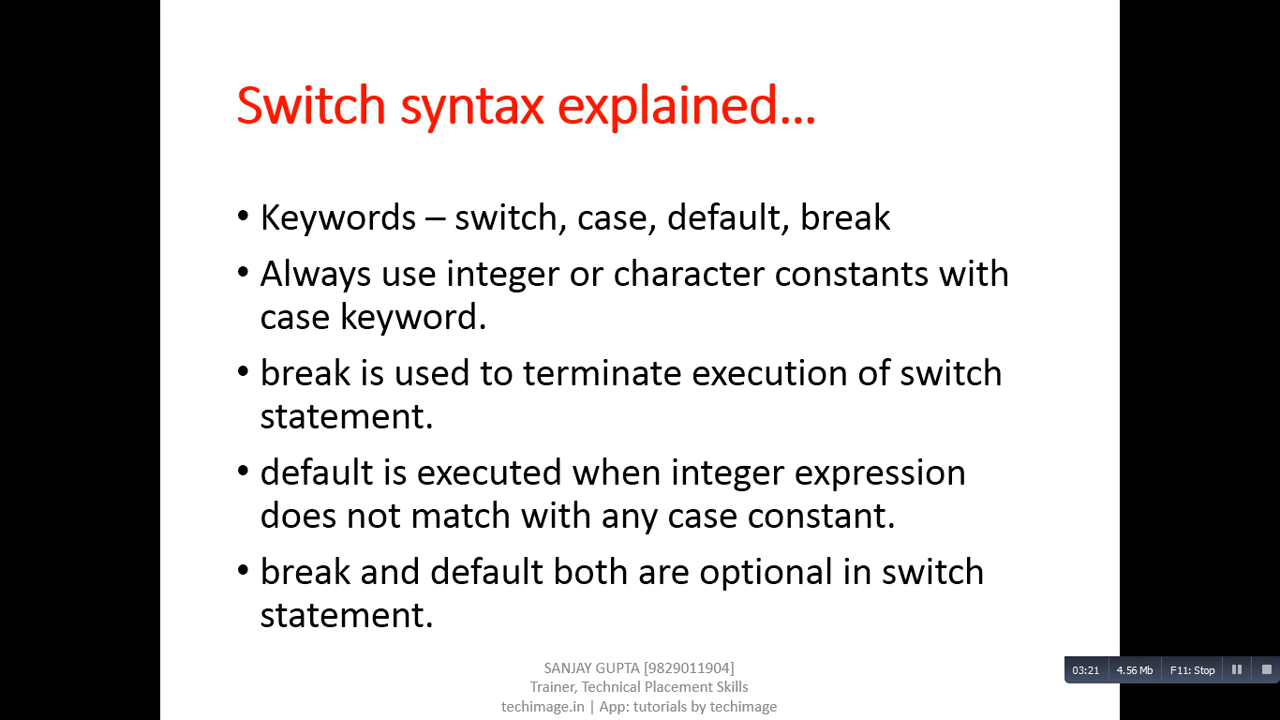 Switch syntax explained...
• Keywords – switch, case, default, break
• Always use integer or character constants with
case keyword.
• break is used to terminate execution of switch
statement.
• default is executed when integer expression
does not match with any case constant.
• break and default both are optional in switch
statement.
SANJAY GUPTA [9829011904]
Trainer, Technical Placement Skills
techimage.in | App: tutorials by techimage
03:21 4.56 Mb F11: Stop